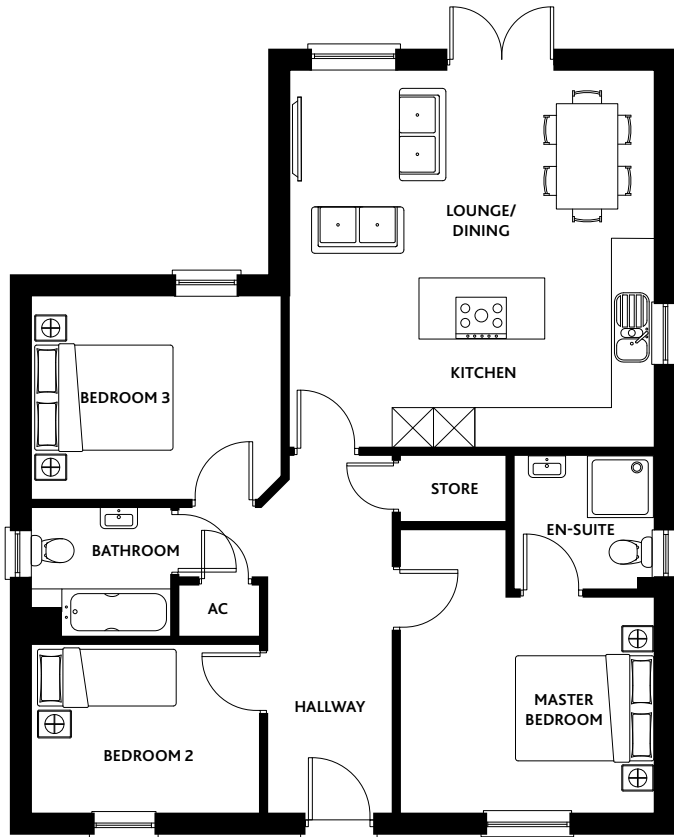 LOUNGE/
DINING
KITCHEN
BEDROOM 3
STORE
EN-SUITE
BATHROOM
AC
HALLWAY
MASTER
BEDROOM
BEDROOM 2